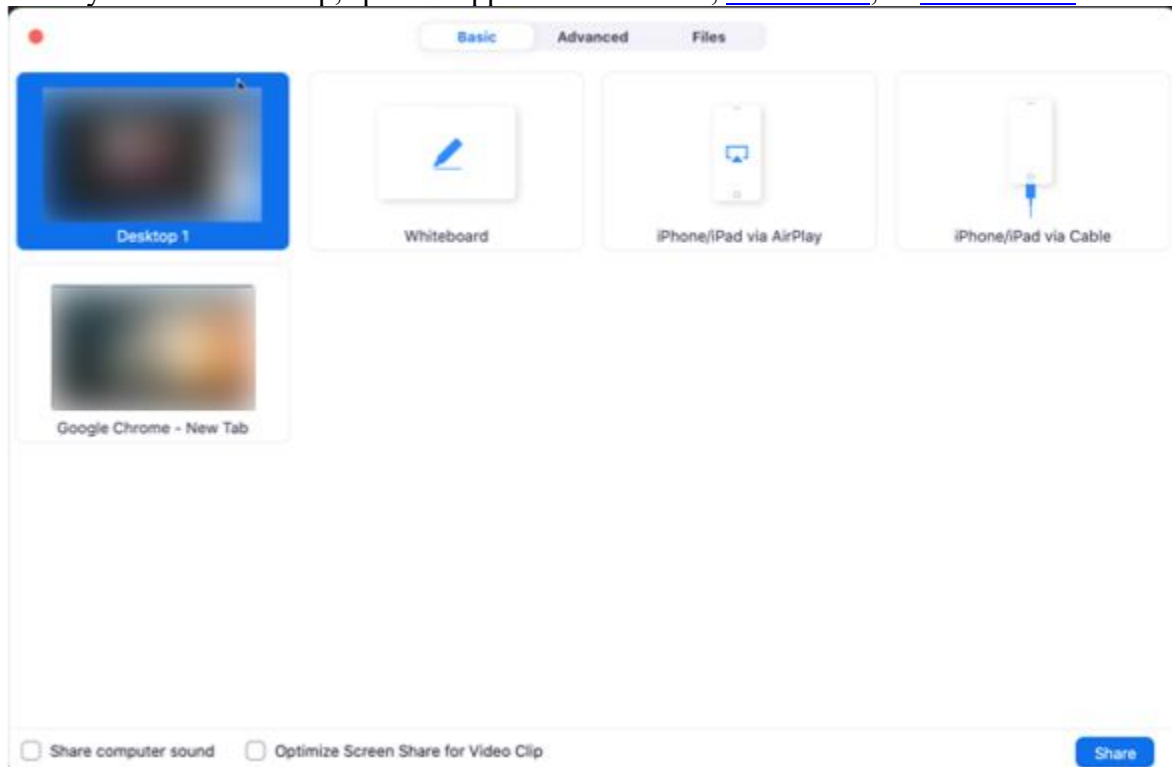 Basic Advanced Files
Desktop 1 Whiteboard iPhone/iPad via AirPlay iPhone/iPad via Cable
Google Chrome - New Tab
Share computer sound Optimize Screen Share for Video Clip Share